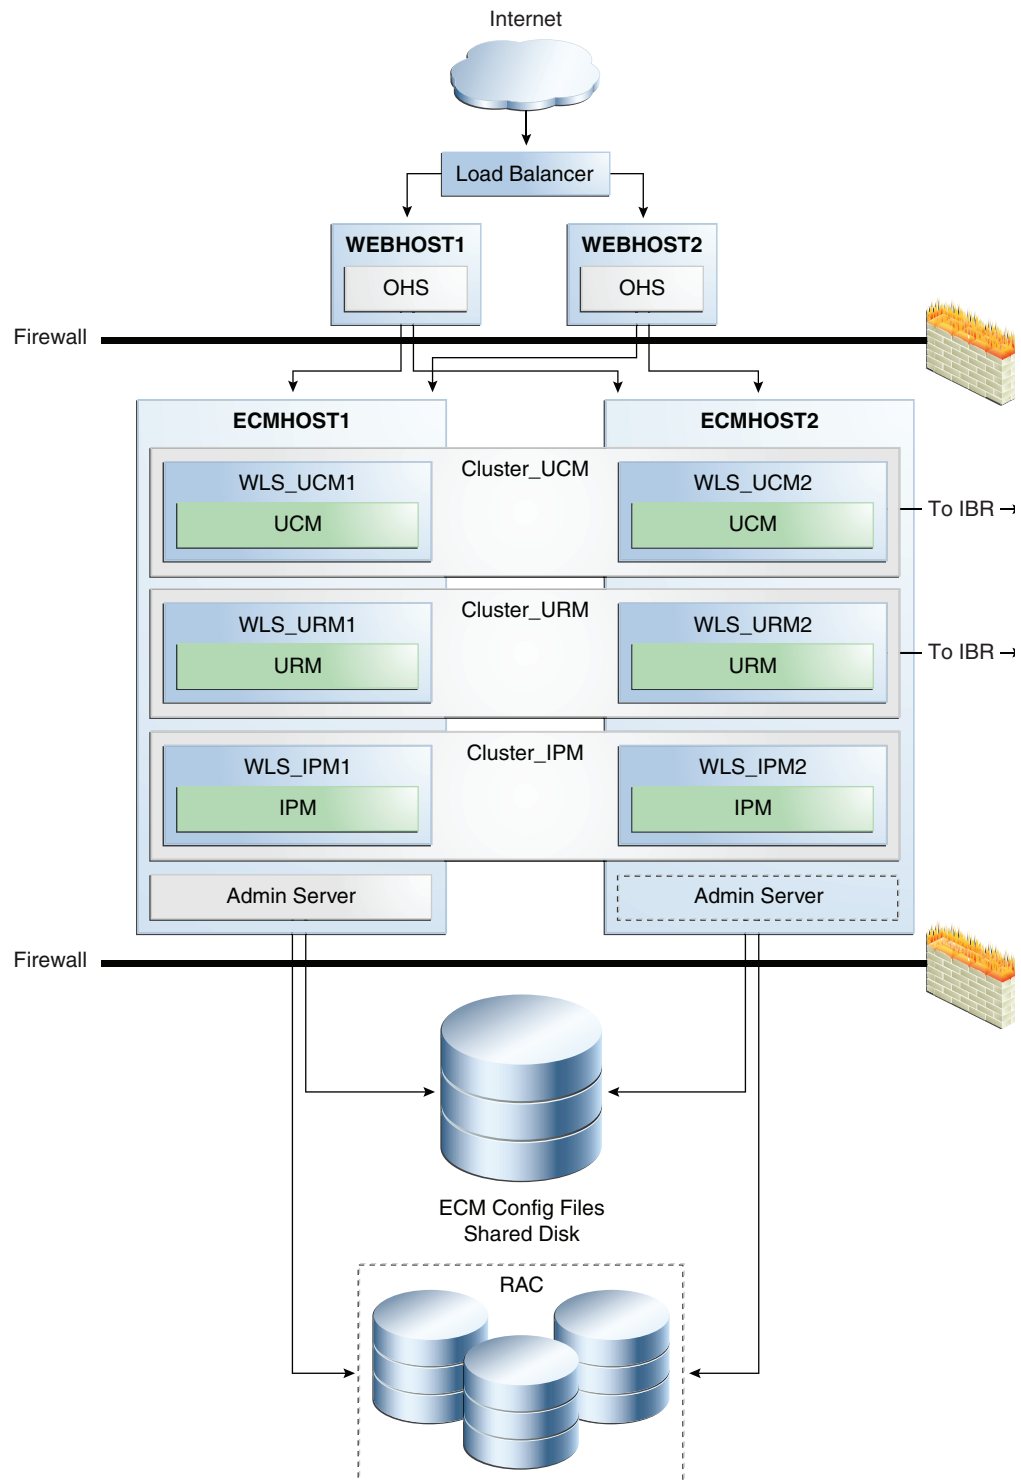 Internet
Load Balancer
WEBHOST1
WEBHOST2
OHS
OHS
Firewall
ECMHOST1
ECMHOST2
Cluster_UCM
WLS_UCM1
WLS_UCM2
UCM
UCM
To IBR
Cluster_URM
WLS_URM1
WLS_URM2
URM
URM
To IBR
Cluster_IPM
WLS_IPM1
WLS_IPM2
IPM
IPM
Admin Server
Admin Server
Firewall
ECM Config Files
Shared Disk
RAC